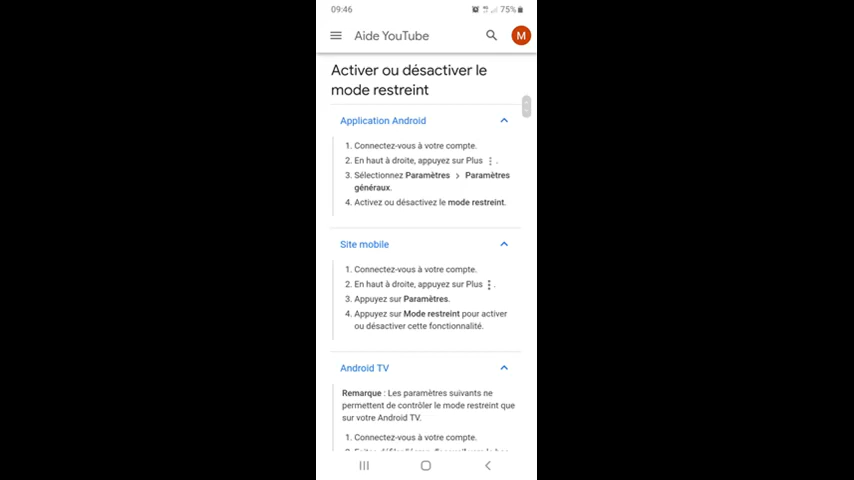 09:46 75%
Aide YouTube M
Activer ou désactiver le
mode restreint
Application Android
1. Connectez-vous à votre compte.
2. En haut à droite, appuyez sur Plus ⋮ .
3. Sélectionnez Paramètres > Paramètres
généraux.
4. Activez ou désactivez le mode restreint.
Site mobile
1. Connectez-vous à votre compte.
2. En haut à droite, appuyez sur Plus ⋮ .
3. Appuyez sur Paramètres.
4. Appuyez sur Mode restreint pour activer
ou désactiver cette fonctionnalité.
Android TV
Remarque : Les paramètres suivants ne
permettent de contrôler le mode restreint que
sur votre Android TV.
1. Connectez-vous à votre compte.